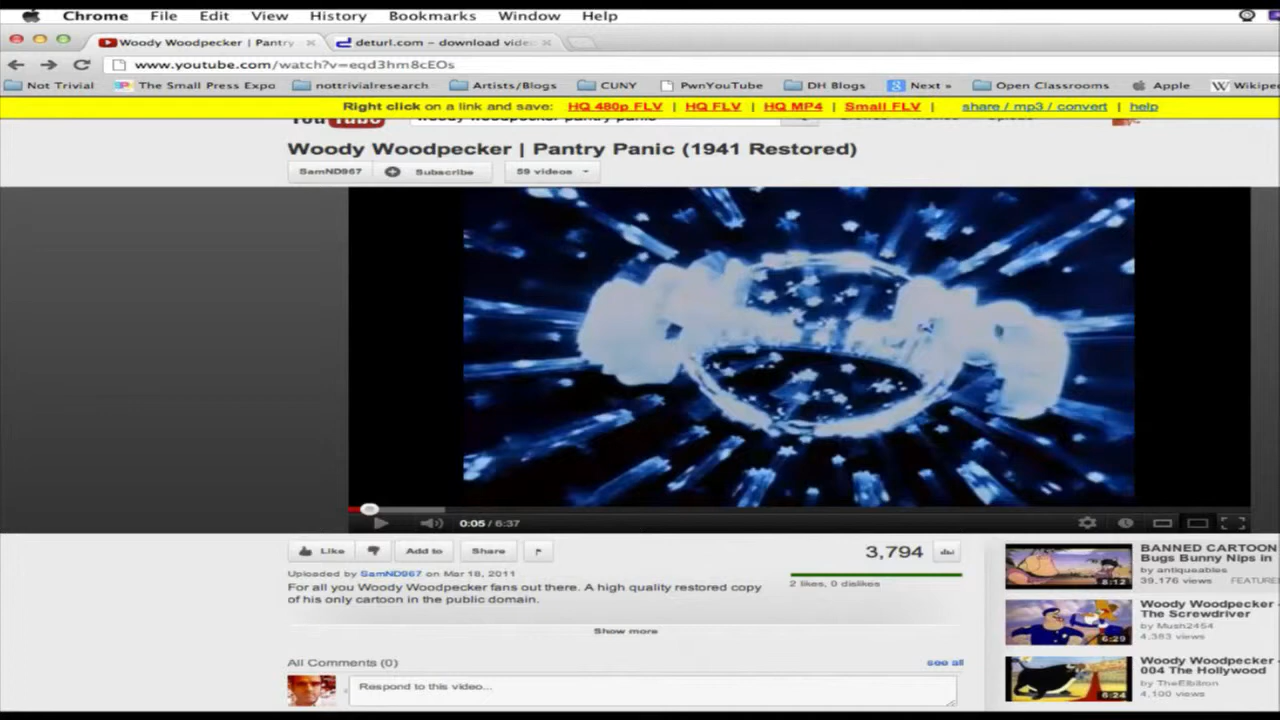 Chrome File Edit View History Bookmarks Window Help
Woody Woodpecker | Pantry
deturl.com – download vide
www.youtube.com/watch?v=eqd3hm8cEOs
Not Trivial The Small Press Expo nottrivialresearch Artists/Blogs CUNY PwnYouTube DH Blogs Next » Open Classrooms Apple Wikipe
Right click on a link and save: HQ 480p FLV | HQ FLV | HQ MP4 | Small FLV | share / mp3 / convert | help
YouTube woody woodpecker pantry panic
Woody Woodpecker | Pantry Panic (1941 Restored)
SamND967 Subscribe 59 videos
0:05 / 6:37
Like Add to Share 3,794
Uploaded by SamND967 on Mar 18, 2011
2 likes, 0 dislikes
For all you Woody Woodpecker fans out there. A high quality restored copy
of his only cartoon in the public domain.
Show more
All Comments (0) see all
Respond to this video...
8:12
BANNED CARTOON
Bugs Bunny Nips in
by antiqueables
39,176 views FEATURE
6:29
Woody Woodpecker -
The Screwdriver
by Mush2454
4,383 views
6:24
Woody Woodpecker -
004 The Hollywood
by TheElbitron
4,100 views